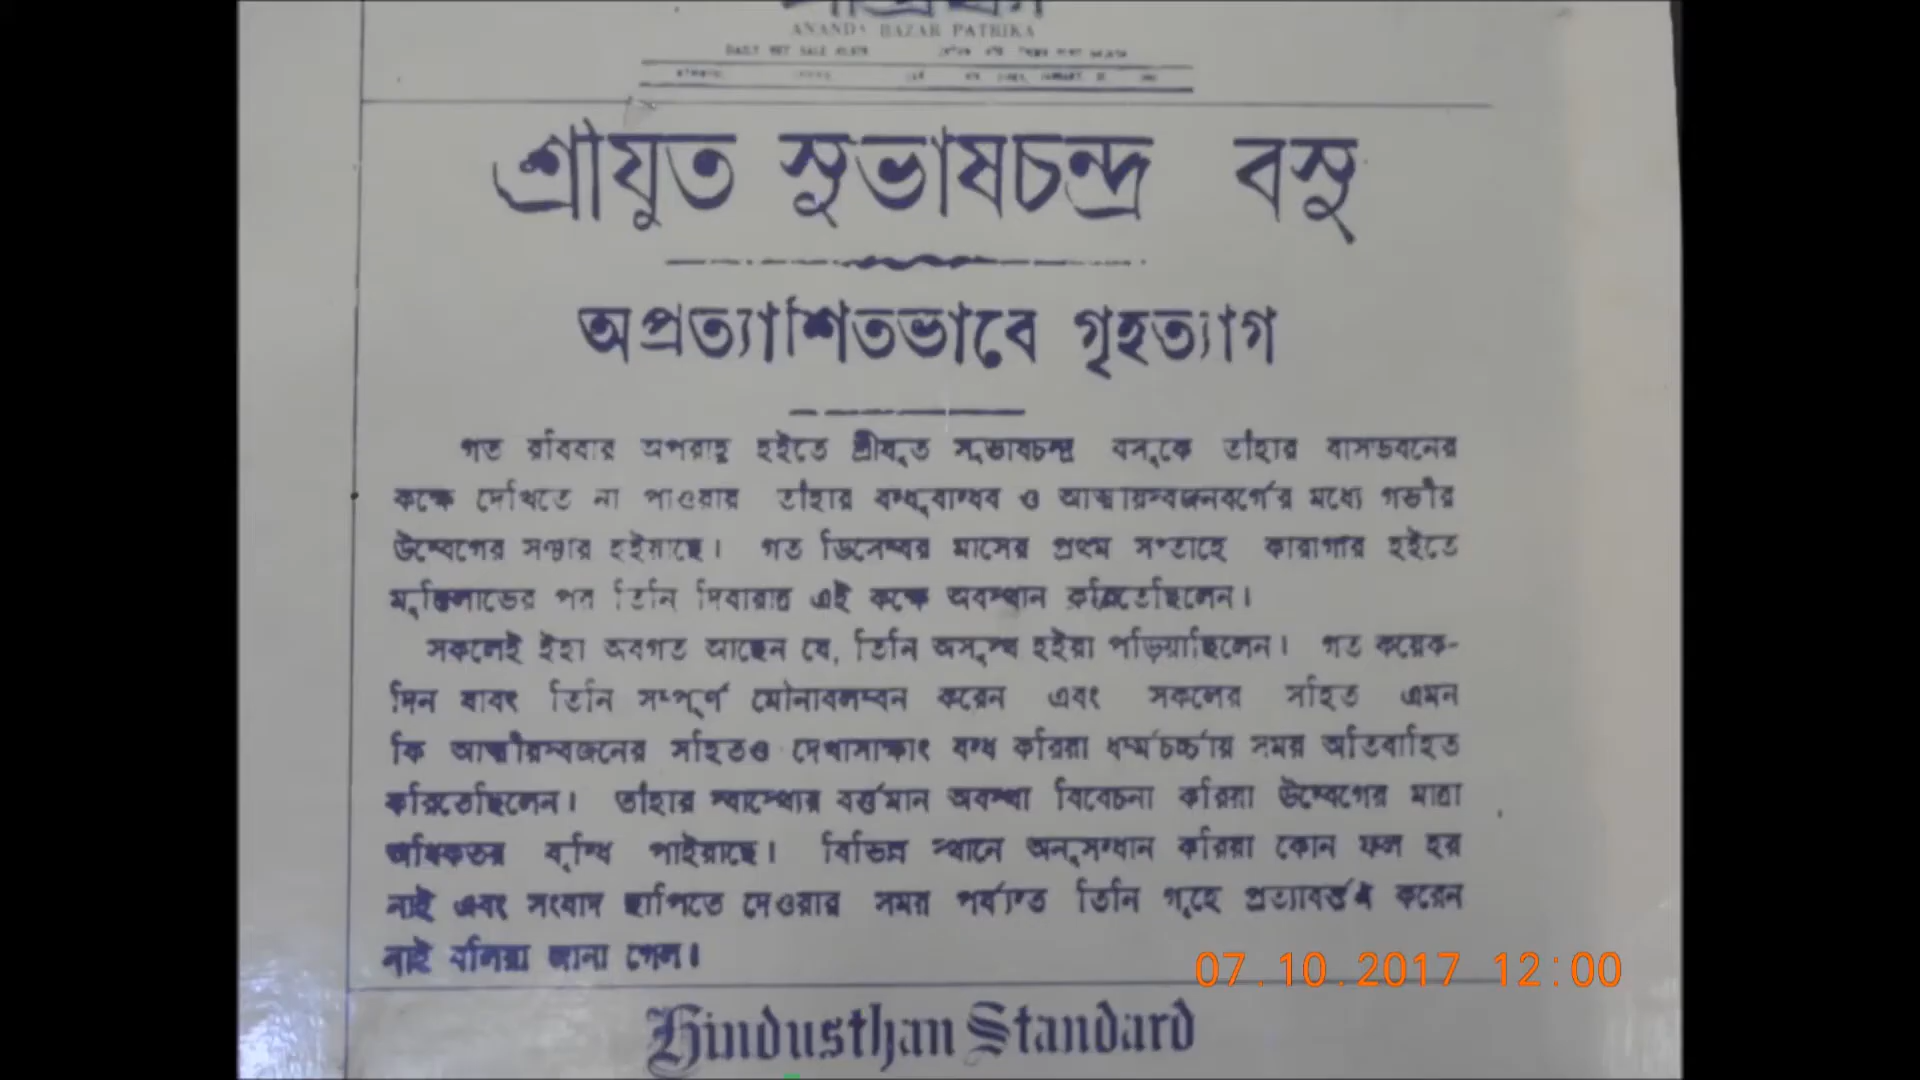 ANANDA BAZAR PATRIKA
DAILY NET SALE
শ্রীযুত সুভাষচন্দ্র বসু
অপ্রত্যাশিতভাবে গৃহত্যাগ
গত রবিবার অপরাহ্ণ হইতে শ্রীযুত সুভাষচন্দ্র বসুকে তাঁহার বাসভবনের
কক্ষে দেখিতে না পাওয়ায় তাঁহার বন্ধুবান্ধব ও আত্মীয়স্বজনবর্গের মধ্যে গভীর
উদ্বেগের সঞ্চার হইয়াছে। গত ডিসেম্বর মাসের প্রথম সপ্তাহে কারাগার হইতে
মুক্তিলাভের পর তিনি দিবারাত্র এই কক্ষে অবস্থান করিতেছিলেন।
সকলেই ইহা অবগত আছেন যে, তিনি অসুস্থ হইয়া পড়িয়াছিলেন। গত কয়েক-
দিন যাবৎ তিনি সম্পূর্ণ মৌনাবলম্বন করেন এবং সকলের সহিত এমন
কি আত্মীয়স্বজনের সহিতও দেখাসাক্ষাৎ বন্ধ করিয়া ধর্ম্মচর্চ্চায় সময় অতিবাহিত
করিতেছিলেন। তাঁহার স্বাস্থ্যের বর্ত্তমান অবস্থা বিবেচনা করিয়া উদ্বেগের মাত্রা
অধিকতর বৃদ্ধি পাইয়াছে। বিভিন্ন স্থানে অনুসন্ধান করিয়া কোন ফল হয়
নাই এবং সংবাদ ছাপিতে দেওয়ার সময় পর্য্যন্ত তিনি গৃহে প্রত্যাবর্ত্তন করেন
নাই বলিয়া জানা গেল।
07.10.2017 12:00
Hindusthan Standard